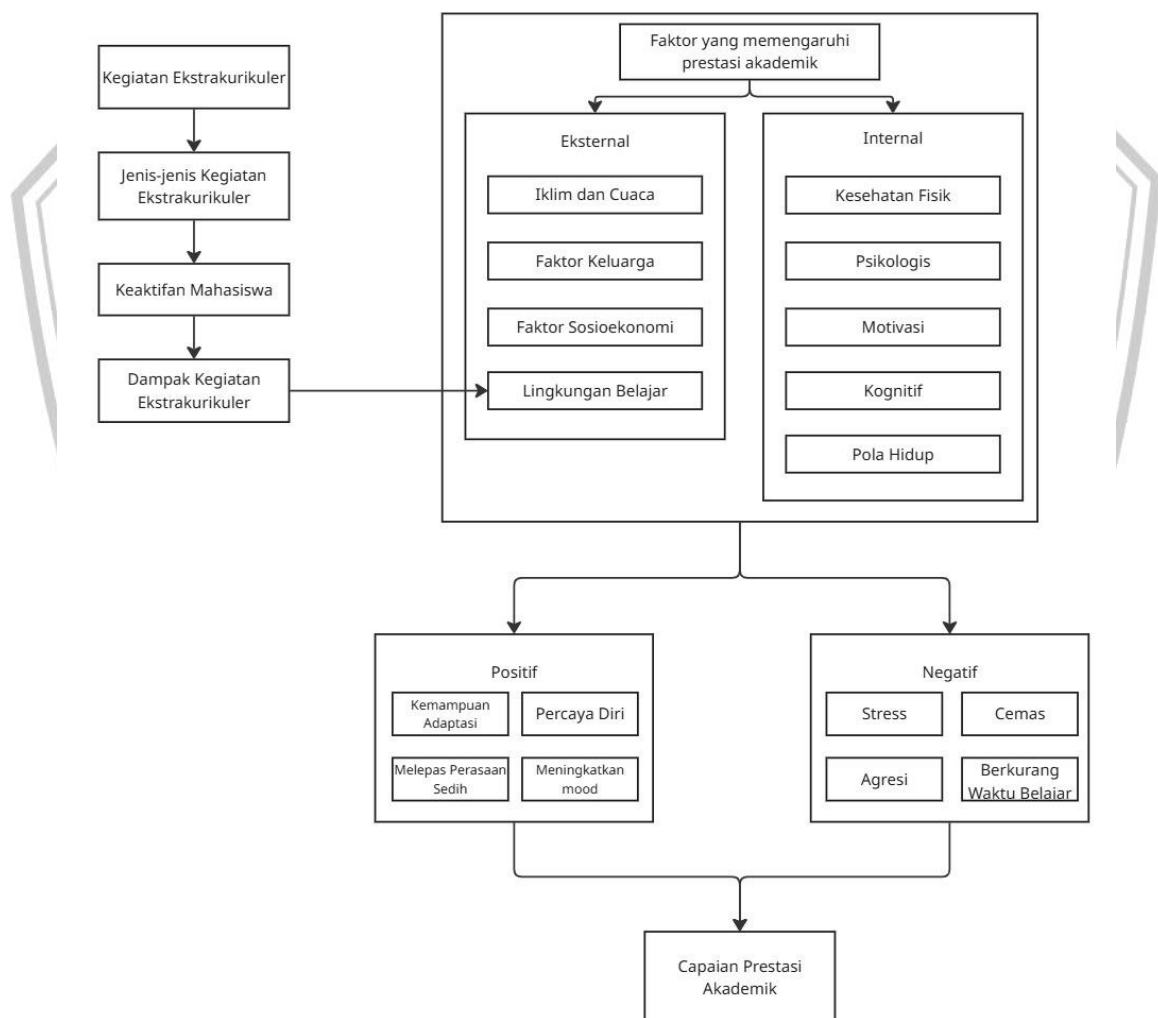 Kegiatan Ekstrakurikuler
Jenis-jenis Kegiatan
Ekstrakurikuler
Keaktifan Mahasiswa
Dampak Kegiatan
Ekstrakurikuler
Faktor yang memengaruhi
prestasi akademik
Eksternal
Iklim dan Cuaca
Faktor Keluarga
Faktor Sosioekonomi
Lingkungan Belajar
Internal
Kesehatan Fisik
Psikologis
Motivasi
Kognitif
Pola Hidup
Positif
Kemampuan
Adaptasi
Percaya Diri
Melepas Perasaan
Sedih
Meningkatkan
mood
Negatif
Stress
Cemas
Agresi
Berkurang
Waktu Belajar
Capaian Prestasi
Akademik